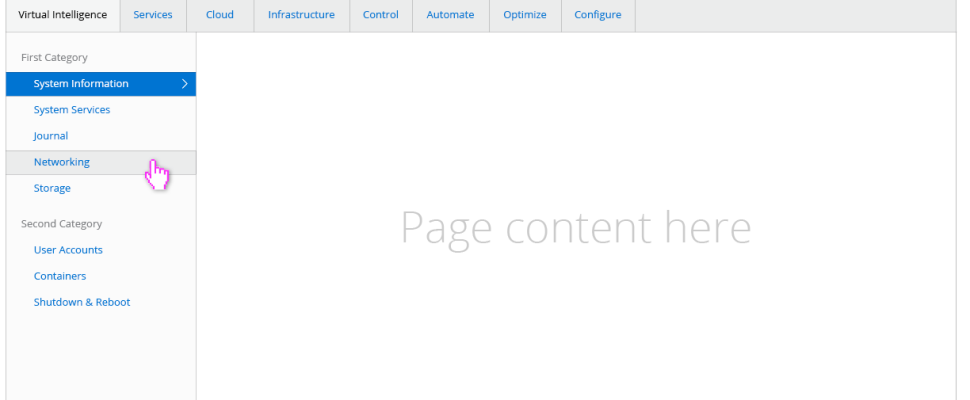 Virtual Intelligence Services Cloud Infrastructure Control Automate Optimize Configure
First Category
System Information
System Services
Journal
Networking
Storage
Second Category
User Accounts
Containers
Shutdown & Reboot
Page content here